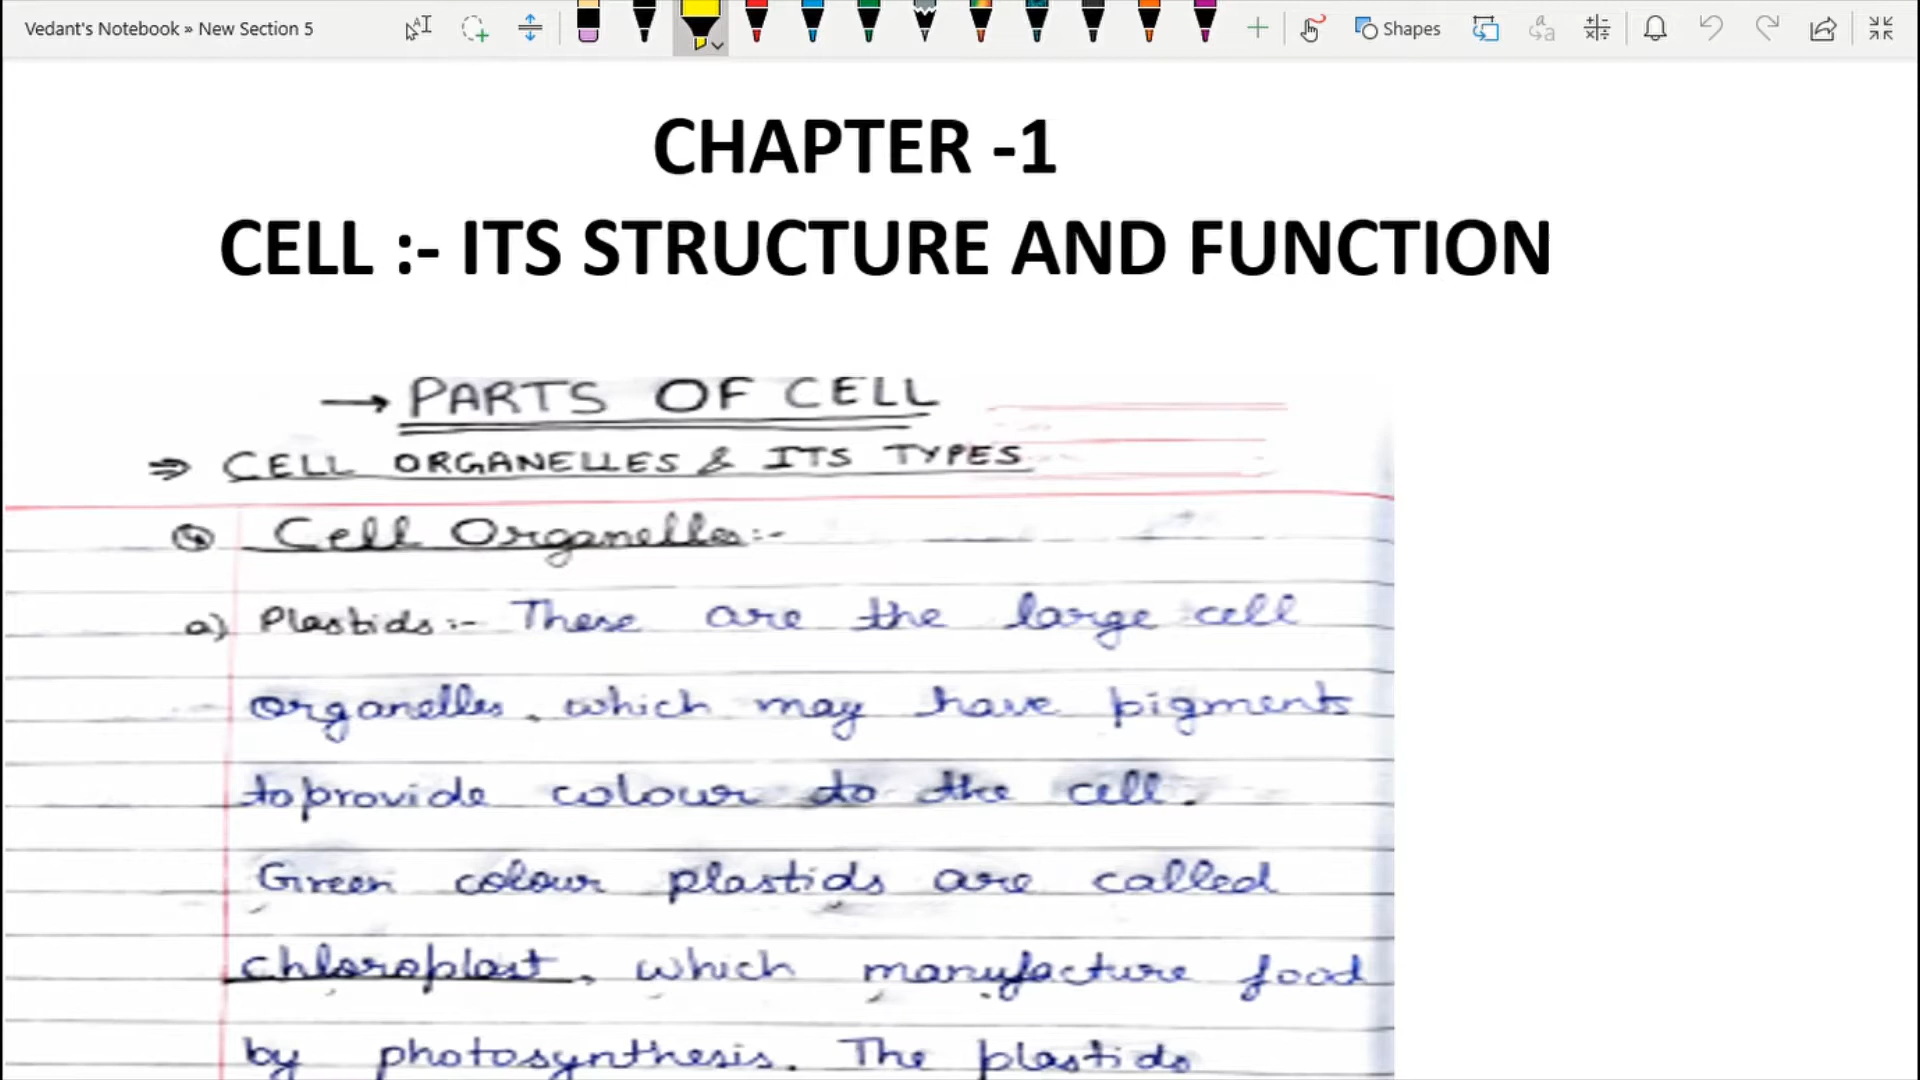 Vedant's Notebook » New Section 5
Shapes
CHAPTER -1
CELL :- ITS STRUCTURE AND FUNCTION
→ PARTS OF CELL
⇒ CELL ORGANELLES & ITS TYPES
Cell Organelles:-
a) Plastids:- These are the large cell
organelles, which may have pigments
to provide colour to the cell.
Green colour plastids are called
chloroplast, which manufacture food
by photosynthesis. The plastids